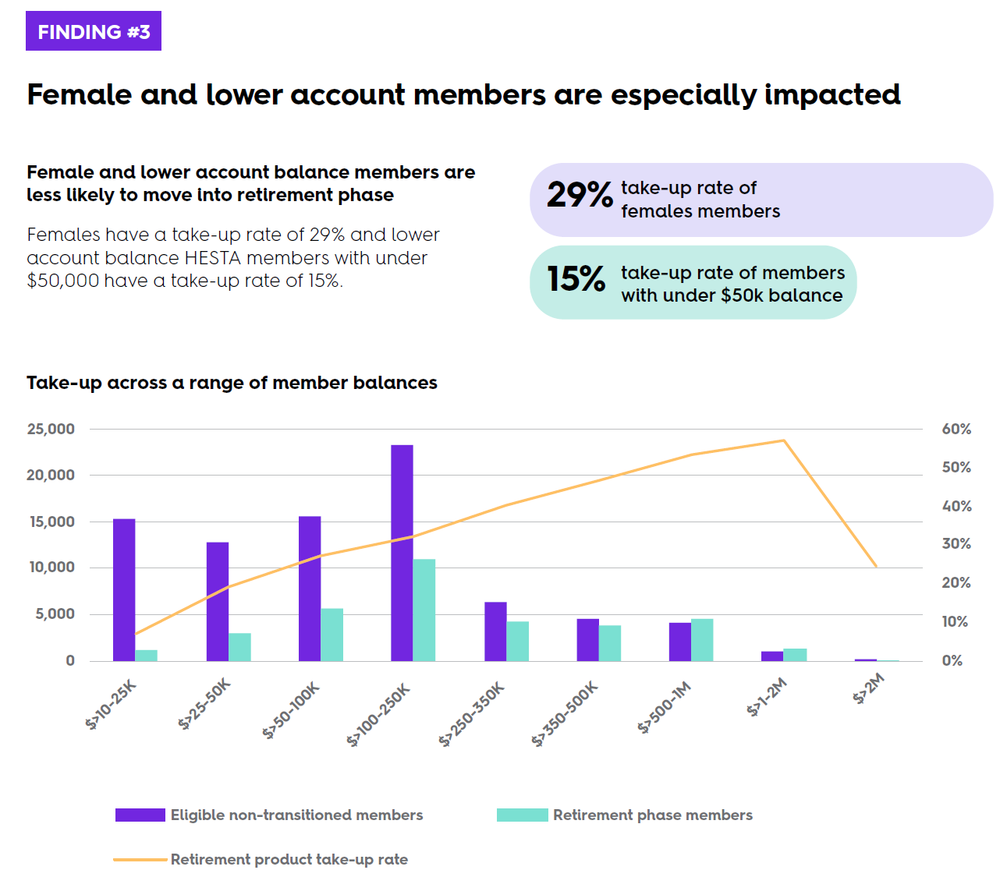 FINDING #3
Female and lower account members are especially impacted
Female and lower account balance members are
less likely to move into retirement phase
Females have a take-up rate of 29% and lower
account balance HESTA members with under
$50,000 have a take-up rate of 15%.
29% take-up rate of
females members
15% take-up rate of members
with under $50k balance
Take-up across a range of member balances
25,000
20,000
15,000
10,000
5,000
0
60%
50%
40%
30%
20%
10%
0%
$>10-25K
$>25-50K
$>50-100K
$>100-250K
$>250-350K
$>350-500K
$>500-1M
$>1-2M
$>2M
Eligible non-transitioned members
Retirement phase members
Retirement product take-up rate